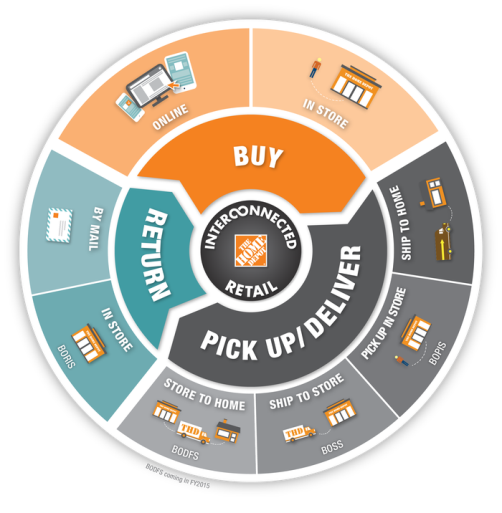 ONLINE
IN STORE
BUY
SHIP TO HOME
PICK UP IN STORE
BOPIS
SHIP TO STORE
THD
BOSS
STORE TO HOME
THD
BODFS
PICK UP/ DELIVER
BY MAIL
IN STORE
BORIS
RETURN
INTERCONNECTED
THE
HOME
DEPOT
RETAIL
BODFS coming in FY2015